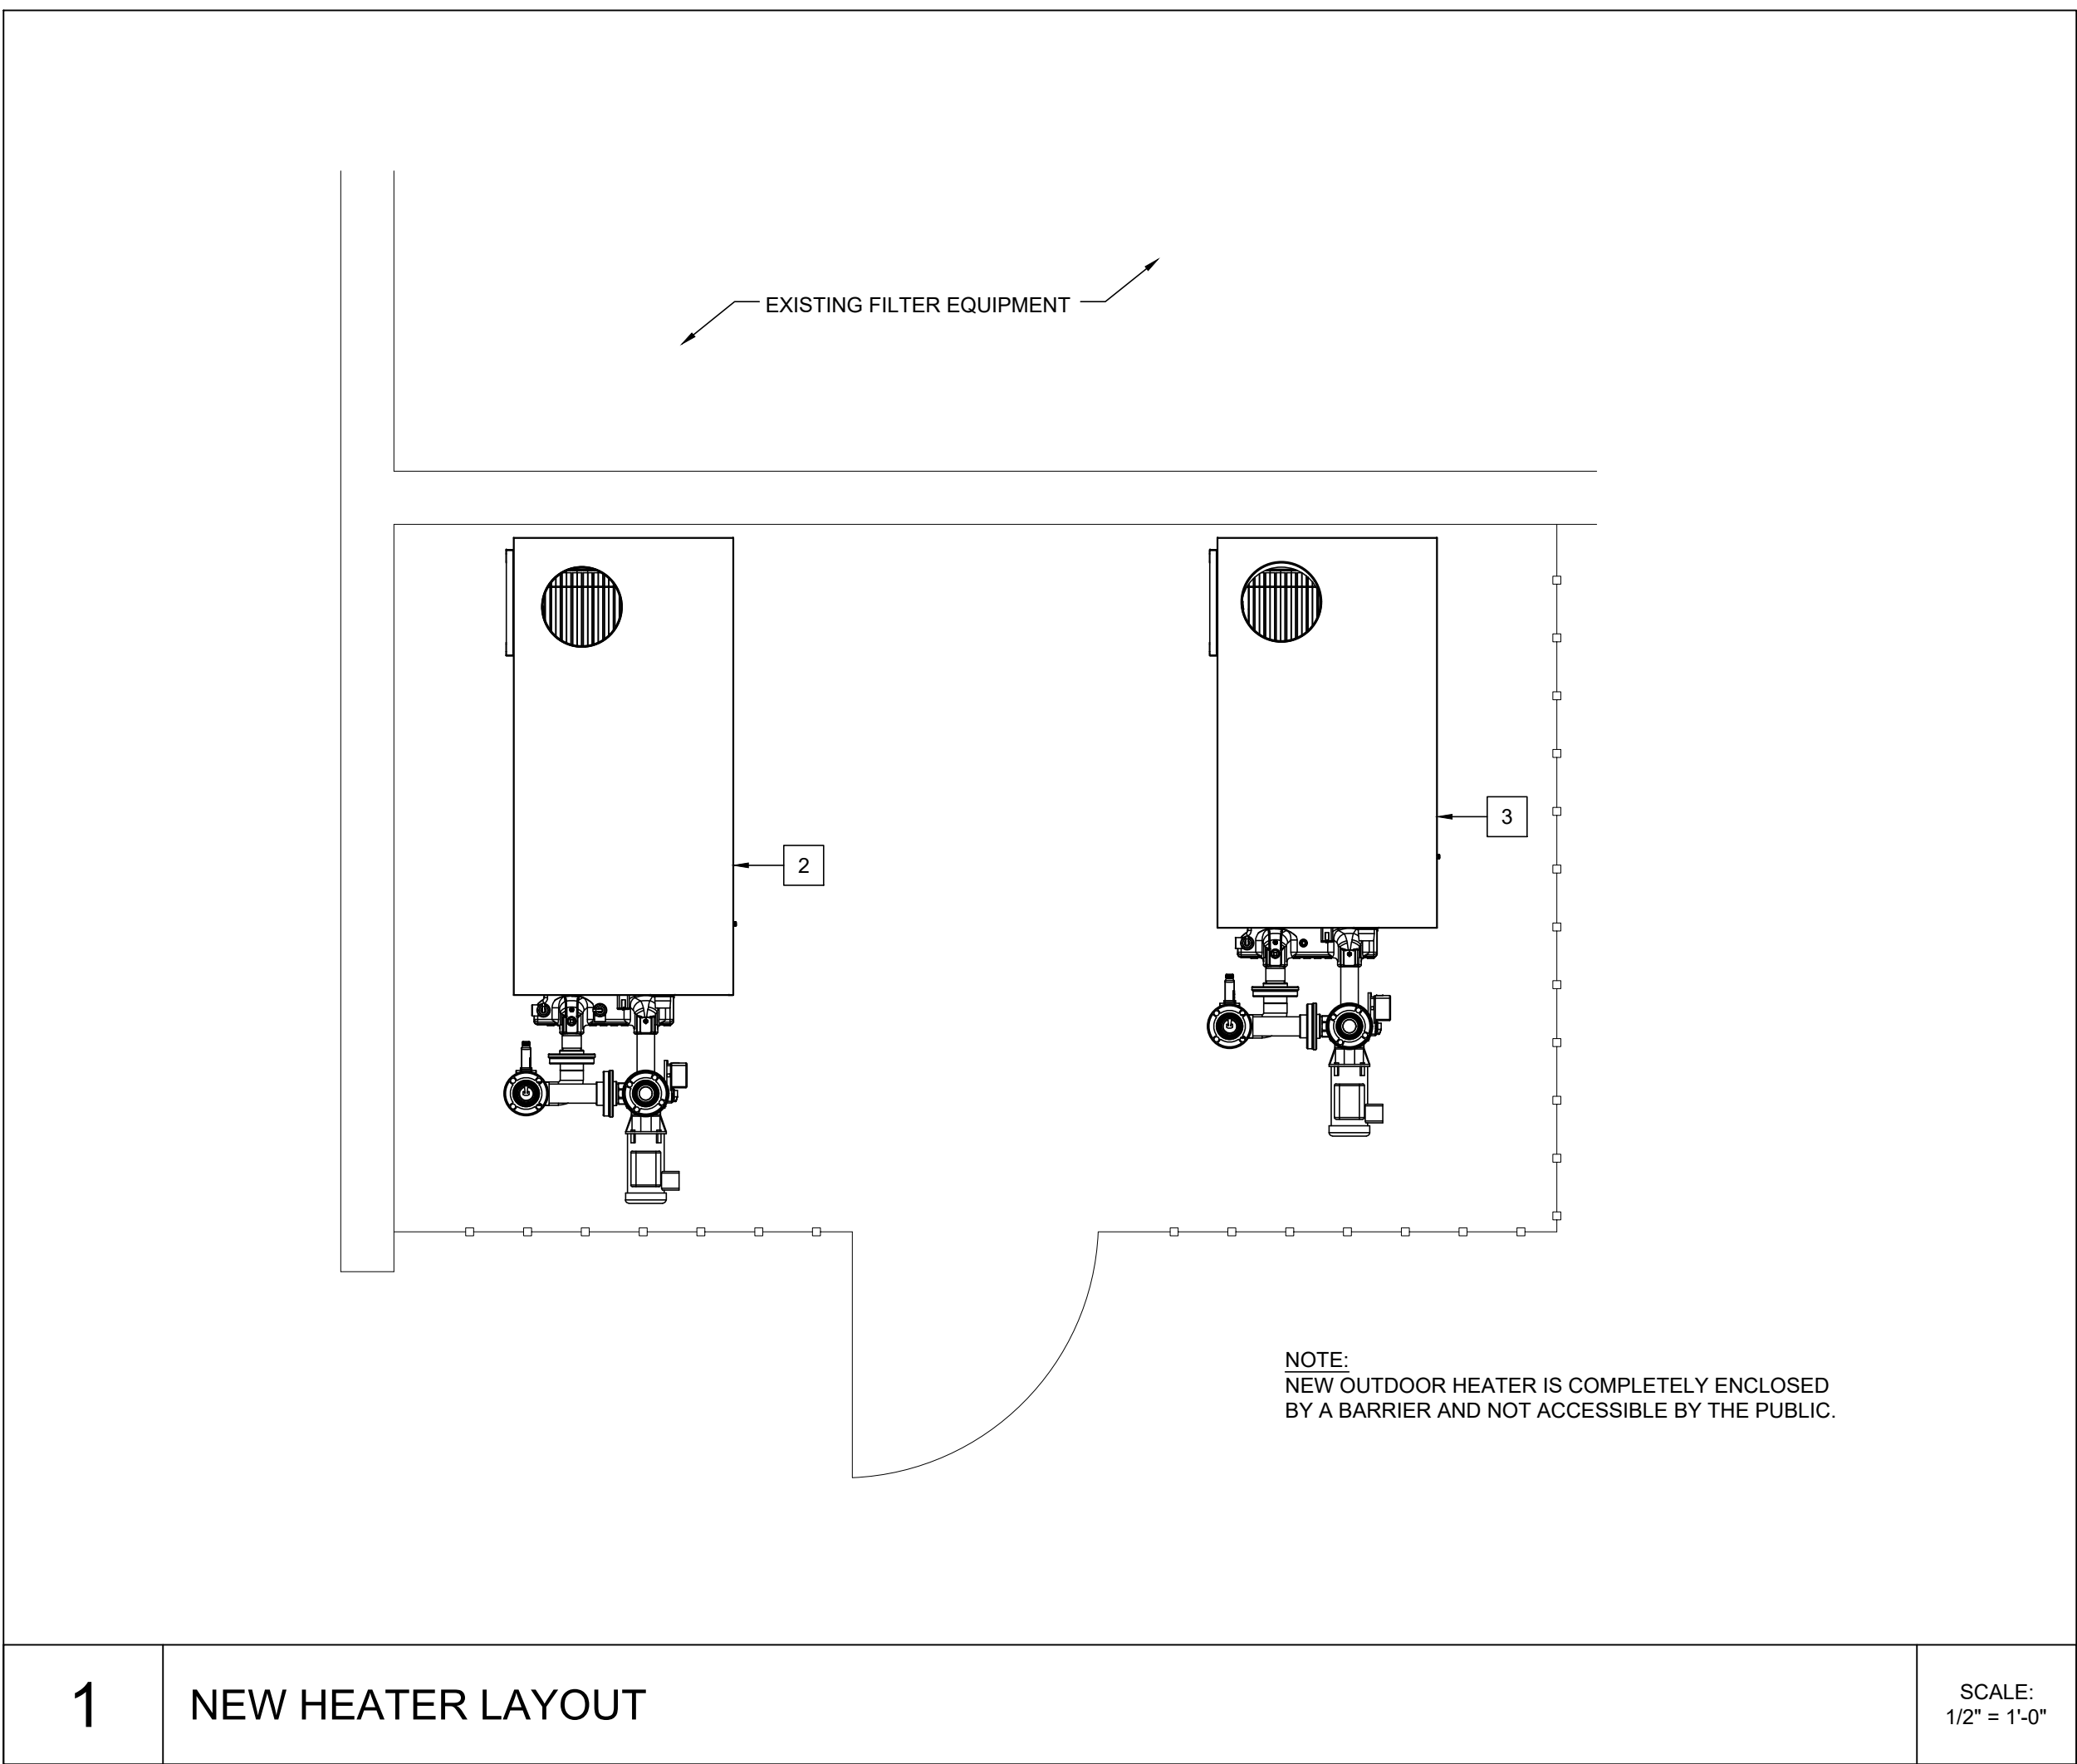 EXISTING FILTER EQUIPMENT
3
2
NOTE:
NEW OUTDOOR HEATER IS COMPLETELY ENCLOSED
BY A BARRIER AND NOT ACCESSIBLE BY THE PUBLIC.
1
NEW HEATER LAYOUT
SCALE:
1/2" = 1'-0"